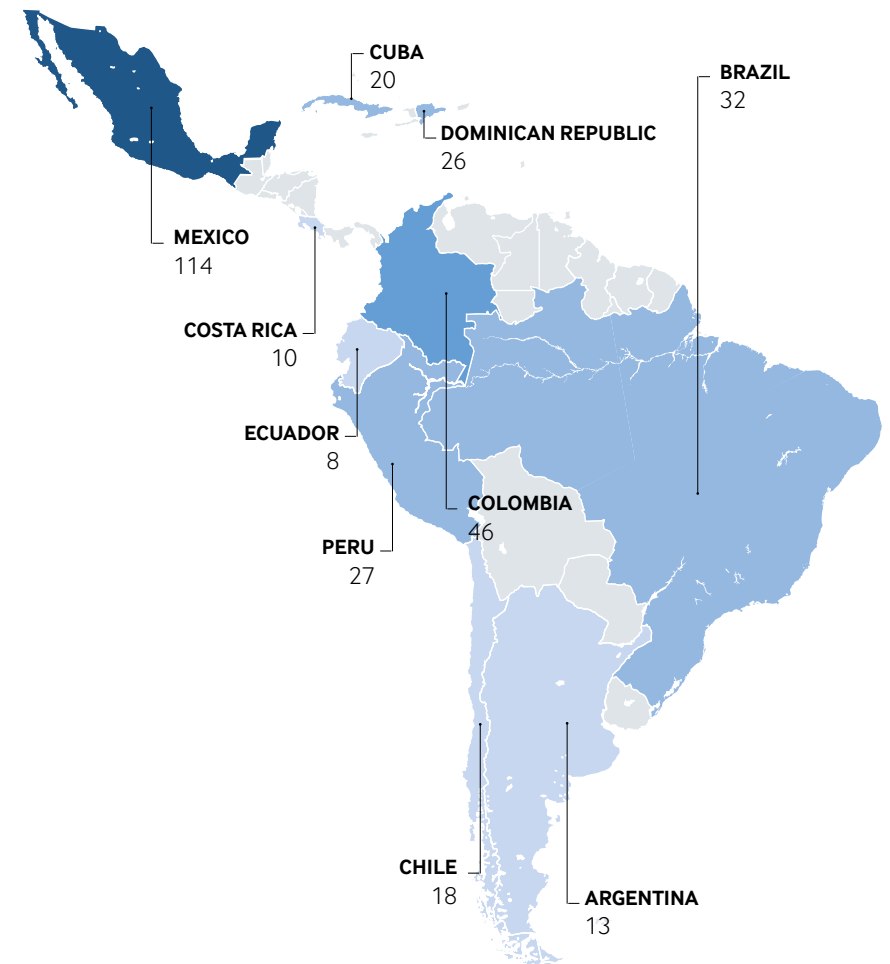 CUBA
20
BRAZIL
32
DOMINICAN REPUBLIC
26
MEXICO
114
COSTA RICA
10
ECUADOR
8
COLOMBIA
46
PERU
27
CHILE
18
ARGENTINA
13